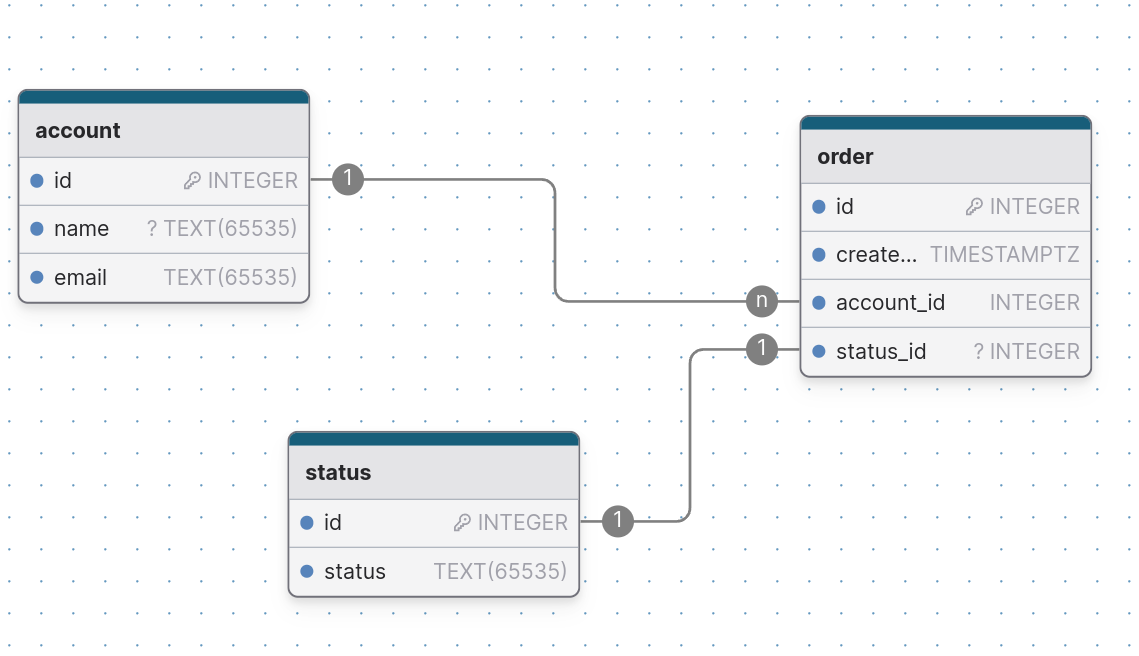 account
id INTEGER
name ? TEXT(65535)
email TEXT(65535)
1
order
id INTEGER
create... TIMESTAMPTZ
account_id INTEGER
status_id ? INTEGER
n
1
status
id INTEGER
status TEXT(65535)
1